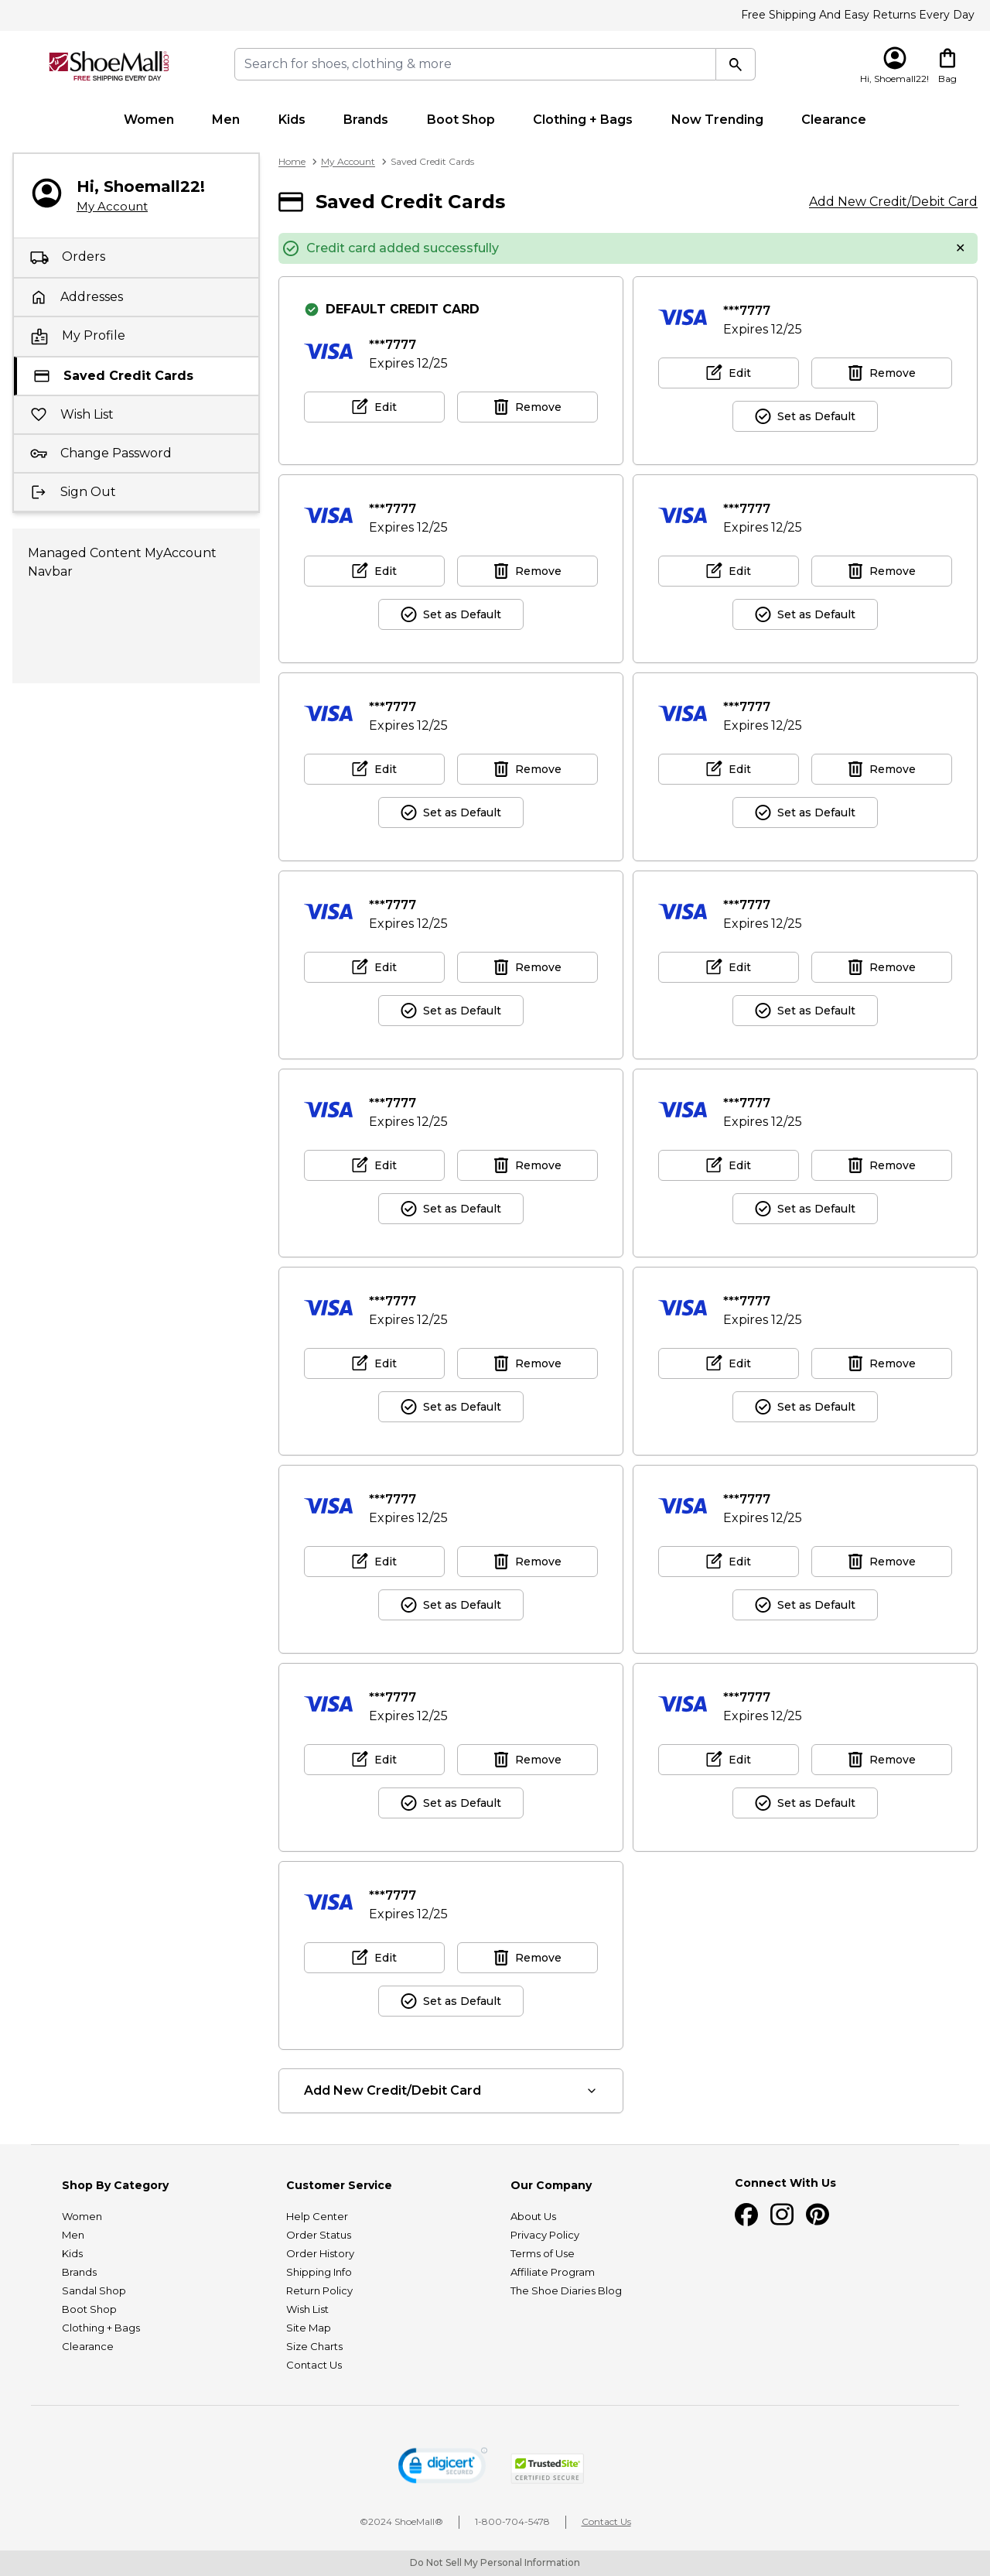 Free Shipping And Easy Returns Every Day
ShoeMall.com
FREE SHIPPING EVERY DAY
Search for shoes, clothing & more
Hi, Shoemall22!
Bag
Women Men Kids Brands Boot Shop Clothing + Bags Now Trending Clearance
Hi, Shoemall22!
My Account
Orders
Addresses
My Profile
Saved Credit Cards
Wish List
Change Password
Sign Out
Managed Content MyAccount
Navbar
Home > My Account > Saved Credit Cards
Saved Credit Cards
Add New Credit/Debit Card
Credit card added successfully
DEFAULT CREDIT CARD
VISA ***7777
Expires 12/25
Edit Remove
VISA ***7777
Expires 12/25
Edit Remove
Set as Default
VISA ***7777
Expires 12/25
Edit Remove
Set as Default
VISA ***7777
Expires 12/25
Edit Remove
Set as Default
VISA ***7777
Expires 12/25
Edit Remove
Set as Default
VISA ***7777
Expires 12/25
Edit Remove
Set as Default
VISA ***7777
Expires 12/25
Edit Remove
Set as Default
VISA ***7777
Expires 12/25
Edit Remove
Set as Default
VISA ***7777
Expires 12/25
Edit Remove
Set as Default
VISA ***7777
Expires 12/25
Edit Remove
Set as Default
VISA ***7777
Expires 12/25
Edit Remove
Set as Default
VISA ***7777
Expires 12/25
Edit Remove
Set as Default
VISA ***7777
Expires 12/25
Edit Remove
Set as Default
VISA ***7777
Expires 12/25
Edit Remove
Set as Default
VISA ***7777
Expires 12/25
Edit Remove
Set as Default
VISA ***7777
Expires 12/25
Edit Remove
Set as Default
VISA ***7777
Expires 12/25
Edit Remove
Set as Default
Add New Credit/Debit Card
Shop By Category
Women
Men
Kids
Brands
Sandal Shop
Boot Shop
Clothing + Bags
Clearance
Customer Service
Help Center
Order Status
Order History
Shipping Info
Return Policy
Wish List
Site Map
Size Charts
Contact Us
Our Company
About Us
Privacy Policy
Terms of Use
Affiliate Program
The Shoe Diaries Blog
Connect With Us
digicert
SECURED
TrustedSite
CERTIFIED SECURE
©2024 ShoeMall® | 1-800-704-5478 | Contact Us
Do Not Sell My Personal Information